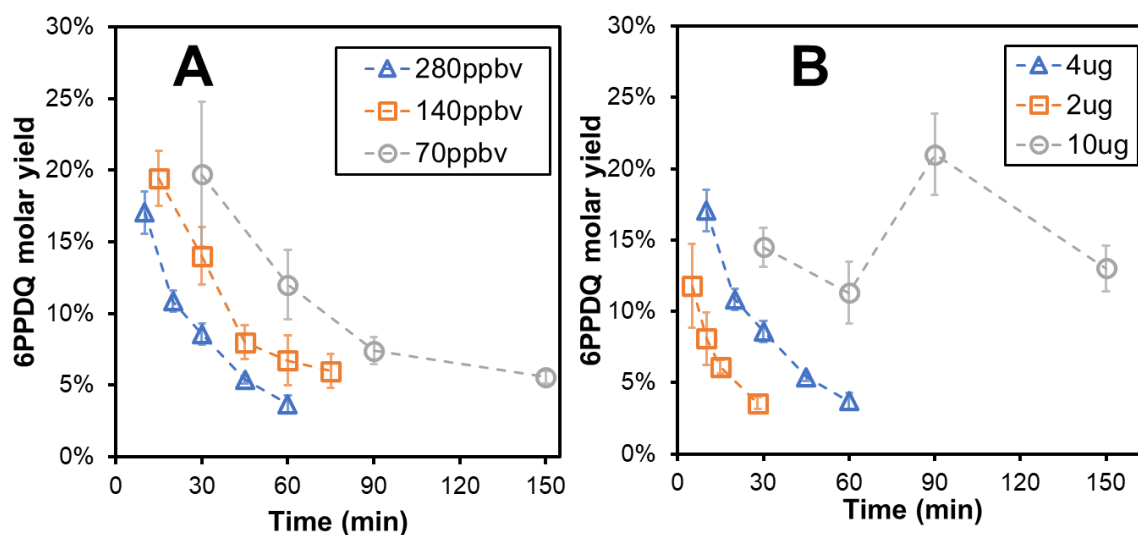 A
6PPDQ molar yield
30%
25%
20%
15%
10%
5%
0%
280ppbv
140ppbv
70ppbv
0 30 60 90 120 150
Time (min)
B
6PPDQ molar yield
30%
25%
20%
15%
10%
5%
0%
4ug
2ug
10ug
0 30 60 90 120 150
Time (min)